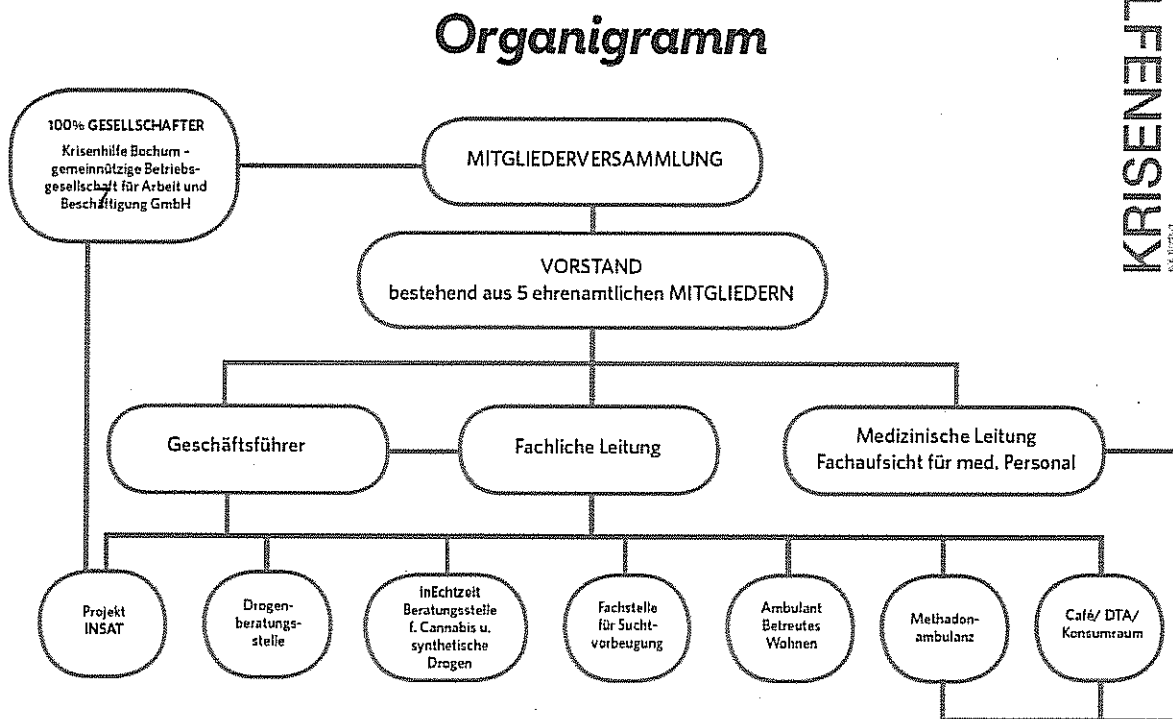 Organigramm
KRISENHILFE
100% GESELLSCHAFTER
Krisenhilfe Bochum -
gemeinnützige Betriebs-
gesellschaft für Arbeit und
Beschäftigung GmbH
MITGLIEDERVERSAMMLUNG
VORSTAND
bestehend aus 5 ehrenamtlichen MITGLIEDERN
Geschäftsführer
Fachliche Leitung
Medizinische Leitung
Fachaufsicht für med. Personal
Projekt
INSAT
Drogen-
beratungs-
stelle
inEchtzeit
Beratungsstelle
f. Cannabis u.
synthetische
Drogen
Fachstelle
für Sucht-
vorbeugung
Ambulant
Betreutes
Wohnen
Methadon-
ambulanz
Café/ DTA/
Konsumraum